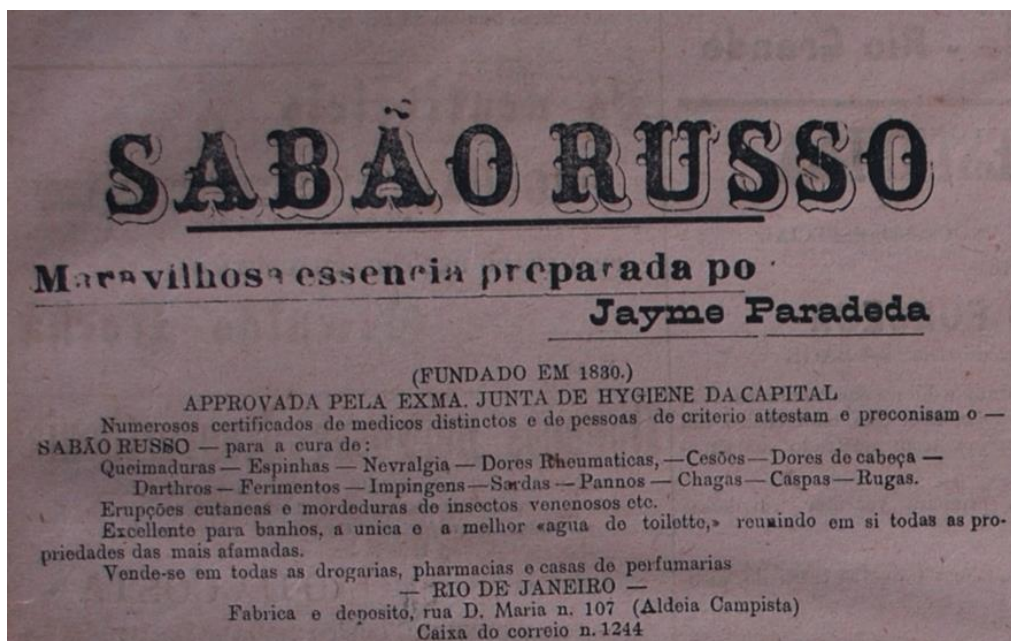 SABÃO RUSSO
Maravilhosa essencia preparada po
Jayme Paradeda
(FUNDADO EM 1830.)
APPROVADA PELA EXMA. JUNTA DE HYGIENE DA CAPITAL
Numerosos certificados de medicos distinctos e de pessoas de criterio attestam e preconisam o —
SABÃO RUSSO — para a cura de:
Queimaduras — Espinhas — Nevralgia — Dores Rheumaticas, — Cesões — Dores de cabeça —
Darthros — Ferimentos — Impingens — Sardas — Pannos — Chagas — Caspas — Rugas.
Erupções cutaneas e mordeduras de insectos venenosos etc.
Excellente para banhos, a unica e a melhor «agua de toilette,» reunindo em si todas as pro-
priedades das mais afamadas.
Vende-se em todas as drogarias, pharmacias e casas de perfumarias
— RIO DE JANEIRO —
Fabrica e deposito, rua D. Maria n. 107 (Aldeia Campista)
Caixa do correio n. 1244